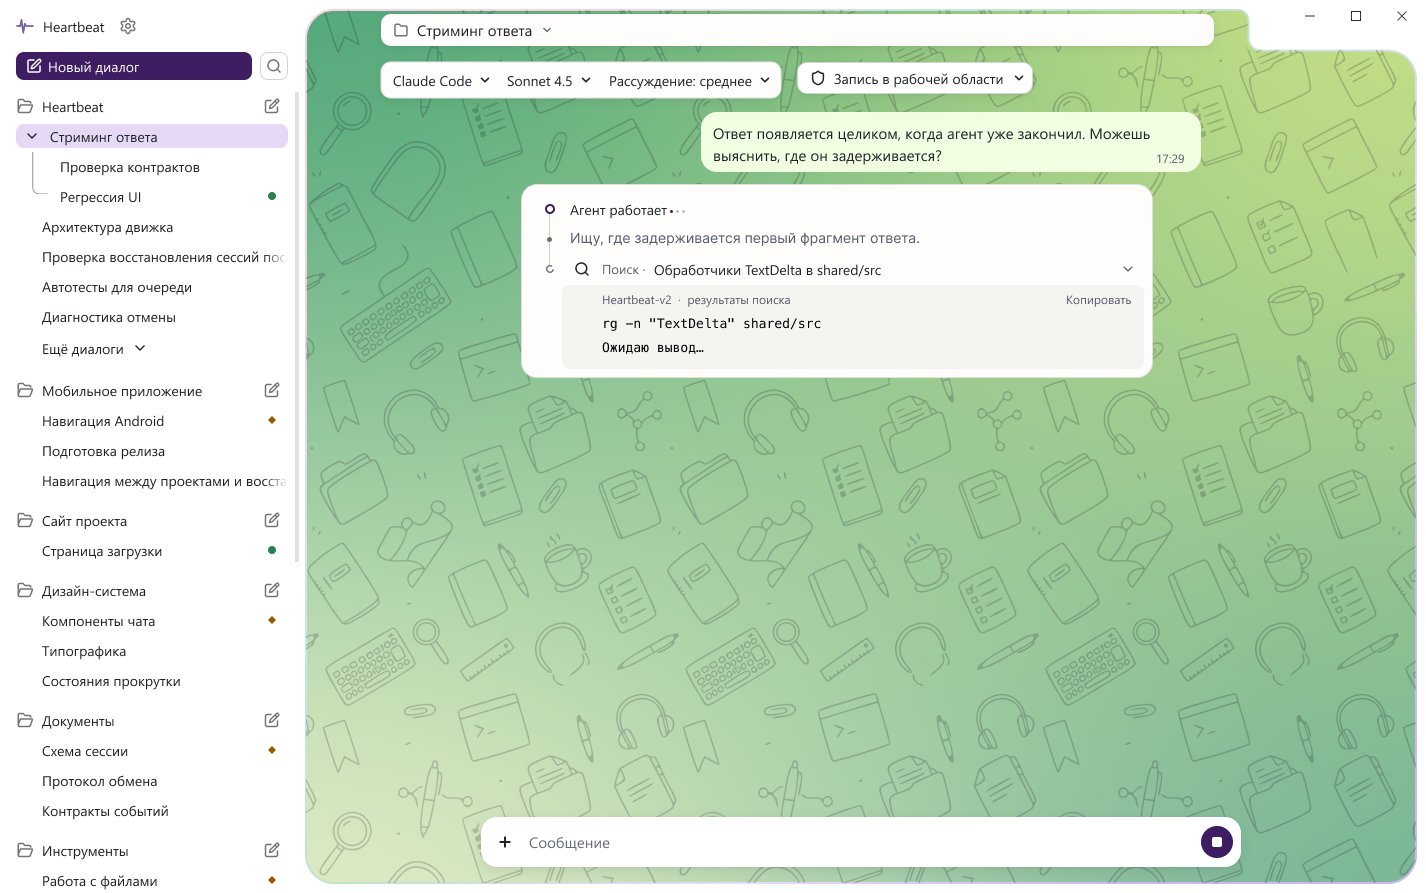 Heartbeat
Новый диалог
Heartbeat
Стриминг ответа
Проверка контрактов
Регрессия UI
Архитектура движка
Проверка восстановления сессий пос
Автотесты для очереди
Диагностика отмены
Ещё диалоги
Мобильное приложение
Навигация Android
Подготовка релиза
Навигация между проектами и восста
Сайт проекта
Страница загрузки
Дизайн-система
Компоненты чата
Типографика
Состояния прокрутки
Документы
Схема сессии
Протокол обмена
Контракты событий
Инструменты
Работа с файлами
Стриминг ответа
Claude Code Sonnet 4.5 Рассуждение: среднее Запись в рабочей области
Ответ появляется целиком, когда агент уже закончил. Можешь
выяснить, где он задерживается?
17:29
Агент работает
Ищу, где задерживается первый фрагмент ответа.
Поиск · Обработчики TextDelta в shared/src
Heartbeat-v2 · результаты поиска Копировать
rg -n "TextDelta" shared/src
Ожидаю вывод…
Сообщение